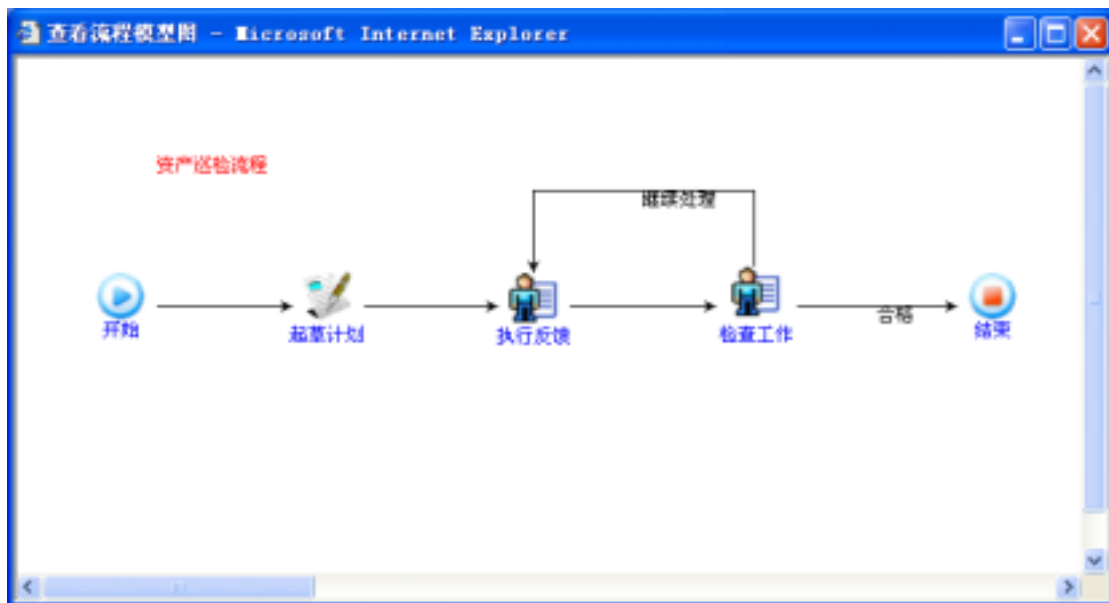 查看流程模型图 - Microsoft Internet Explorer
资产巡检流程
继续处理
开始
起草计划
执行反馈
检查工作
合格
结束